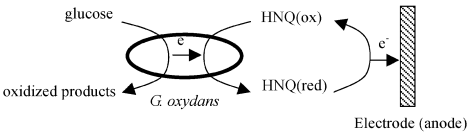 glucose
HNQ(ox)
e
e-
oxidized products
G. oxydans
HNQ(red)
Electrode (anode)